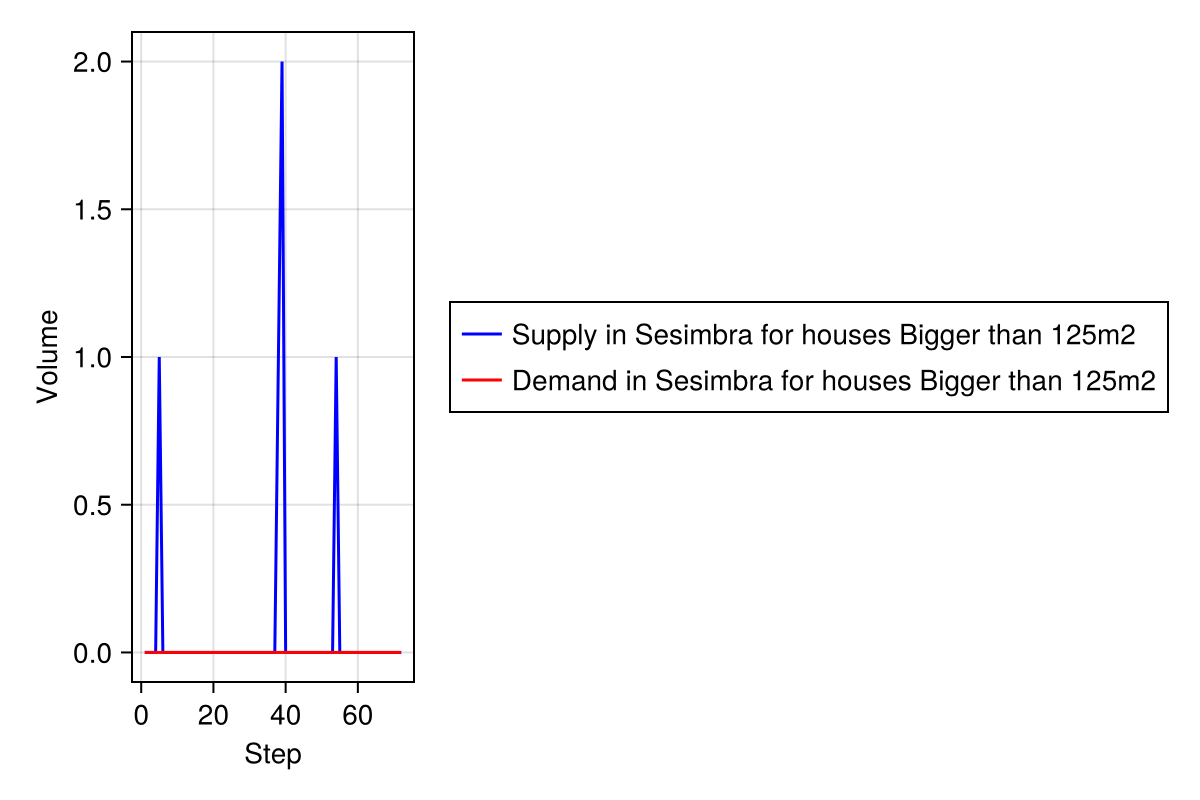 2.0
1.5
1.0
0.5
0.0
Volume
0 20 40 60
Step
Supply in Sesimbra for houses Bigger than 125m2
Demand in Sesimbra for houses Bigger than 125m2